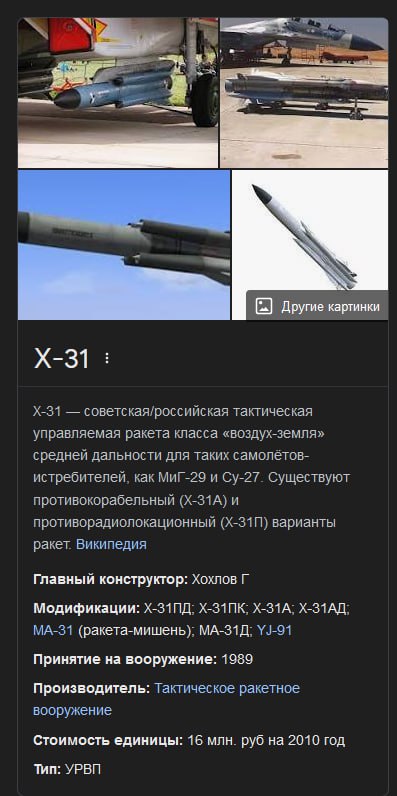 Другие картинки
Х-31
Х-31 — советская/российская тактическая
управляемая ракета класса «воздух-земля»
средней дальности для таких самолётов-
истребителей, как МиГ-29 и Су-27. Существуют
противокорабельный (Х-31А) и
противорадиолокационный (Х-31П) варианты
ракет. Википедия
Главный конструктор: Хохлов Г
Модификации: Х-31ПД; Х-31ПК; Х-31А; Х-31АД;
МА-31 (ракета-мишень); МА-31Д; YJ-91
Принятие на вооружение: 1989
Производитель: Тактическое ракетное
вооружение
Стоимость единицы: 16 млн. руб на 2010 год
Тип: УРВП